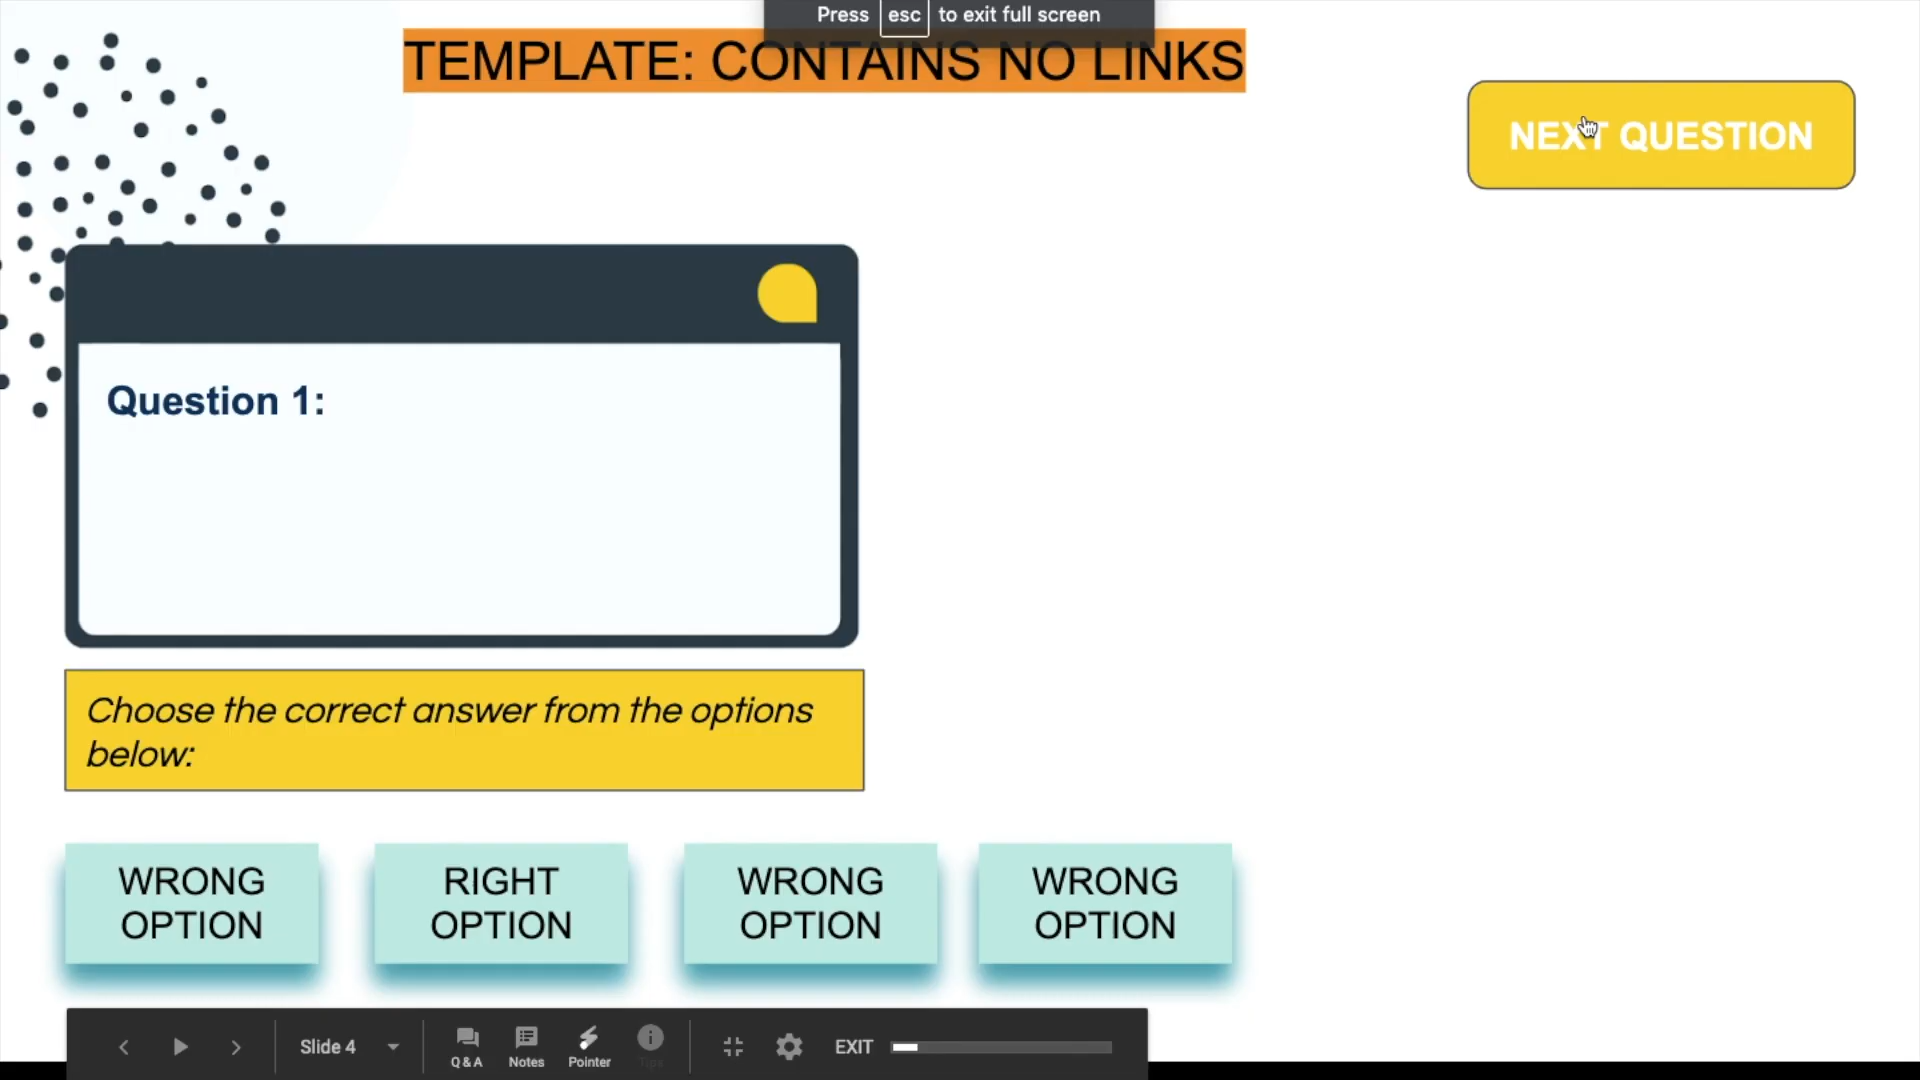 Press esc to exit full screen
TEMPLATE: CONTAINS NO LINKS
NEXT QUESTION
Question 1:
Choose the correct answer from the options
below:
WRONG
OPTION
RIGHT
OPTION
WRONG
OPTION
WRONG
OPTION
Slide 4
Q & A
Notes
Pointer
Tips
EXIT